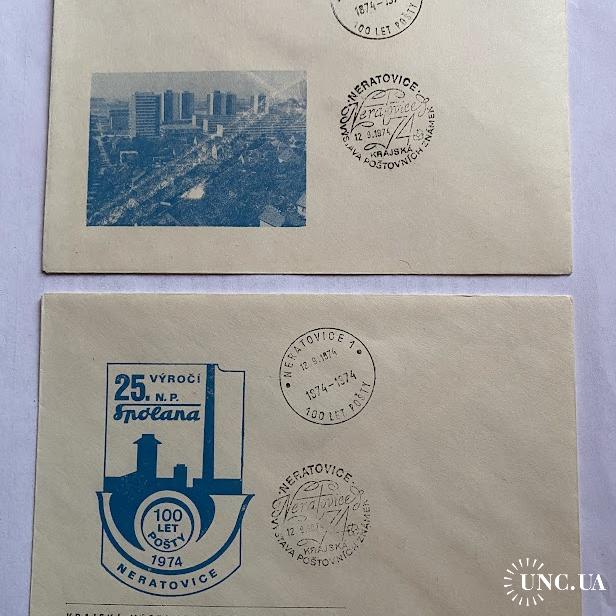 1874-1974
100 LET POŠTY
NERATOVICE
Neratovice
74
12.9.1974
KRAJSKÁ
VÝSTAVA POŠTOVNÍCH ZNÁMEK
25. VÝROČÍ
N.P.
Spolana
100
LET
POŠTY
1974
NERATOVICE
• NERATOVICE 1 •
12.9.1974
1874-1974
100 LET POŠTY
NERATOVICE
Neratovice
74
12.9.1974
KRAJSKÁ
VÝSTAVA POŠTOVNÍCH ZNÁMEK
KRAJSKÁ
UNC.UA